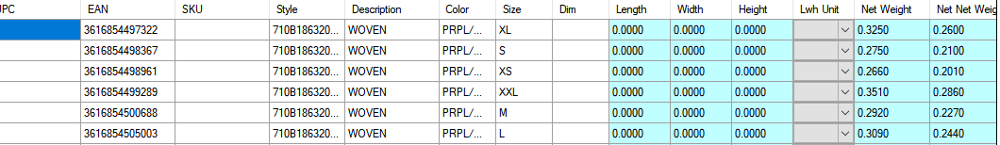 UPC EAN SKU Style Description Color Size Dim Length Width Height Lwh Unit Net Weight Net Net Weig
3616854497322 710B186320... WOVEN PRPL/... XL 0.0000 0.0000 0.0000 0.3250 0.2600
3616854498367 710B186320... WOVEN PRPL/... S 0.0000 0.0000 0.0000 0.2750 0.2100
3616854498961 710B186320... WOVEN PRPL/... XS 0.0000 0.0000 0.0000 0.2660 0.2010
3616854499289 710B186320... WOVEN PRPL/... XXL 0.0000 0.0000 0.0000 0.3510 0.2860
3616854500688 710B186320... WOVEN PRPL/... M 0.0000 0.0000 0.0000 0.2920 0.2270
3616854505003 710B186320... WOVEN PRPL/... L 0.0000 0.0000 0.0000 0.3090 0.2440